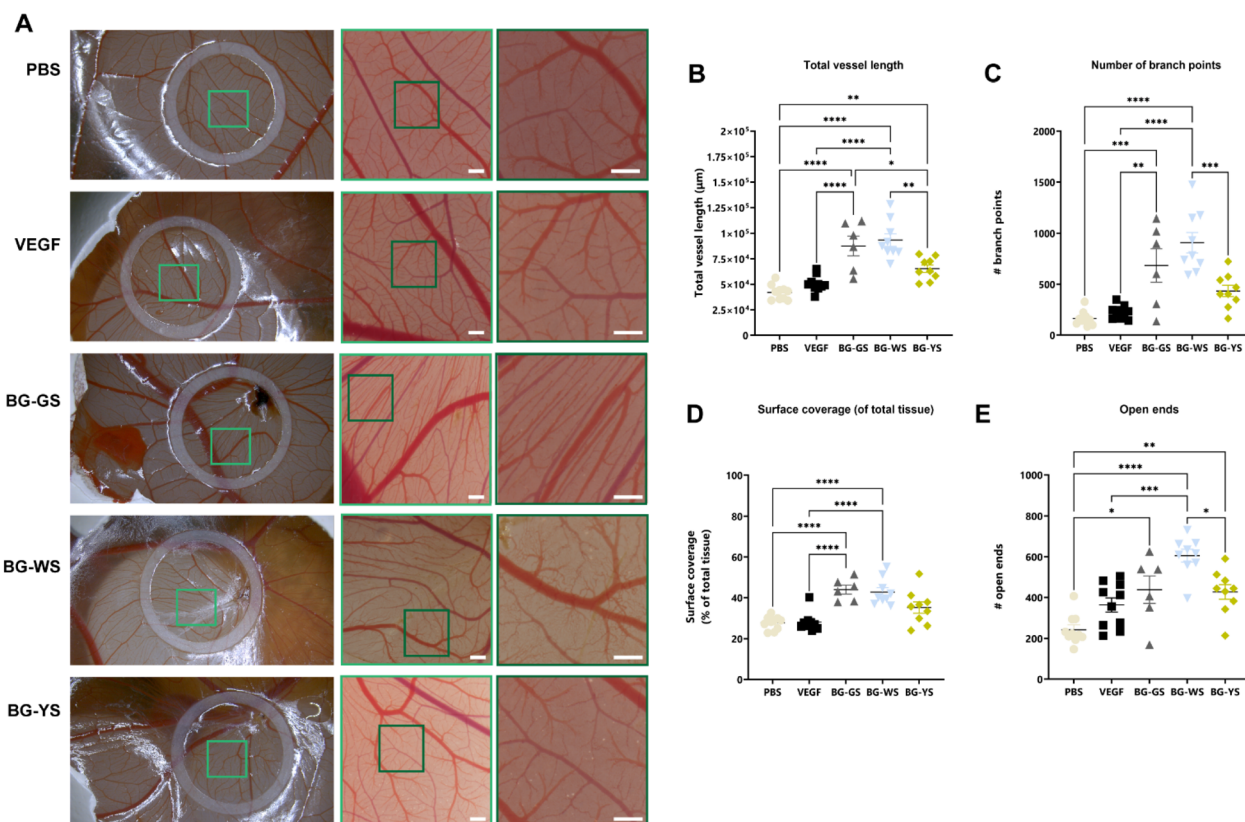 A
PBS
VEGF
BG-GS
BG-WS
BG-YS
B
Total vessel length
Total vessel length (µm)
2×10⁵
1.75×10⁵
1.5×10⁵
1.25×10⁵
1×10⁵
7.5×10⁴
5×10⁴
2.5×10⁴
0
**
****
****
****
*
****
**
PBS
VEGF
BG-GS
BG-WS
BG-YS
C
Number of branch points
# branch points
2000
1500
1000
500
0
****
****
***
**
***
PBS
VEGF
BG-GS
BG-WS
BG-YS
D
Surface coverage (of total tissue)
Surface coverage
(% of total tissue)
100
80
60
40
20
0
****
****
****
****
PBS
VEGF
BG-GS
BG-WS
BG-YS
E
Open ends
# open ends
1000
800
600
400
200
0
**
****
***
*
*
PBS
VEGF
BG-GS
BG-WS
BG-YS